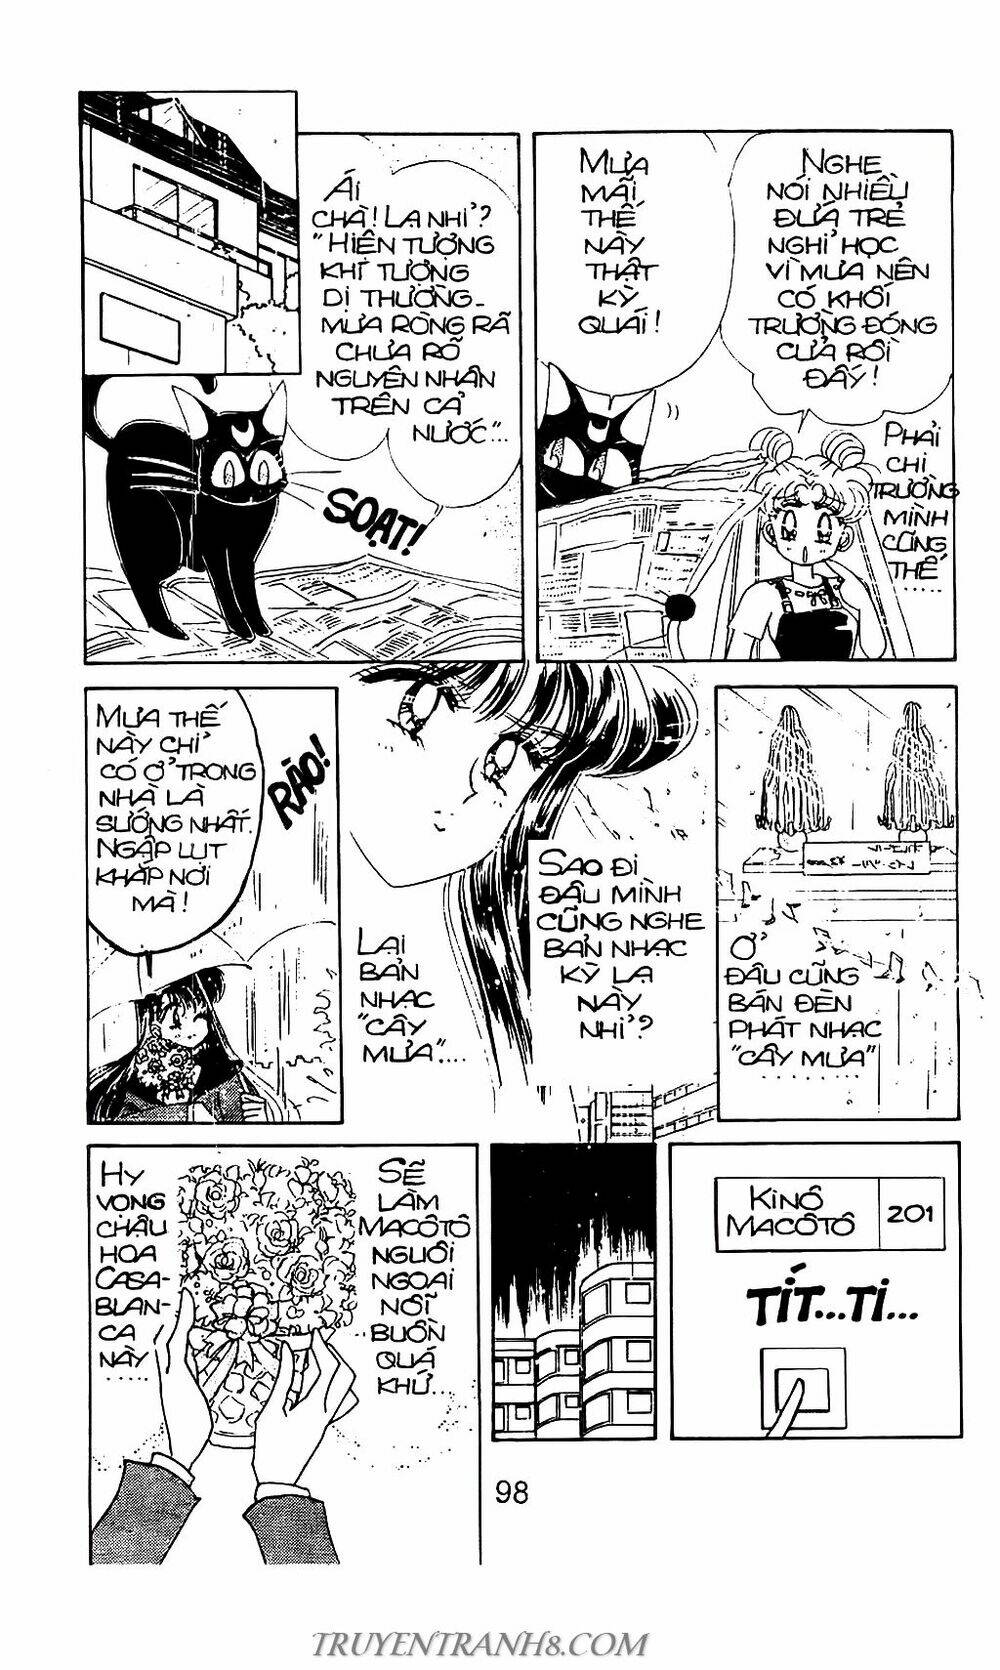 ÁI
CHÀ! LẠ NHỈ?
"HIỆN TƯỢNG
KHÍ TƯỢNG
DỊ THƯỜNG_
MƯA RÒNG RÃ
CHƯA RÕ
NGUYÊN NHÂN
TRÊN CẢ
NƯỚC"...
SOẠT!
MƯA
MÃI
THẾ
NÀY
THẬT
KỲ
QUÁI!
NGHE
NÓI NHIỀU
ĐỨA TRẺ
NGHỈ HỌC
VÌ MƯA NÊN
CÓ KHỐI
TRƯỜNG ĐÓNG
CỬA RỒI
ĐẤY!
PHẢI
CHI
TRƯỜNG
MÌNH
CŨNG
THẾ
......
MƯA THẾ
NÀY CHỈ
CÓ Ở TRONG
NHÀ LÀ
SƯỚNG NHẤT.
NGẬP LỤT
KHẮP NƠI
MÀ!
RÀO!
LẠI
BẢN
NHẠC
"CÂY
MƯA"....
SAO ĐI
ĐÂU MÌNH
CŨNG NGHE
BẢN NHẠC
KỲ LẠ
NÀY
NHỈ?
Ở
ĐÂU CŨNG
BÁN ĐÈN
PHÁT NHẠC
"CÂY MƯA"
........
HY
VỌNG
CHẬU
HOA
CASA-
BLAN-
CA
NÀY
.....
SẼ
LÀM
MACÔTÔ
NGUÔI
NGOAI
NỖI
BUỒN
QUÁ
KHỨ...
KINÔ
MACÔTÔ
201
TÍT...TI...
98
TRUYENTRANH8.COM